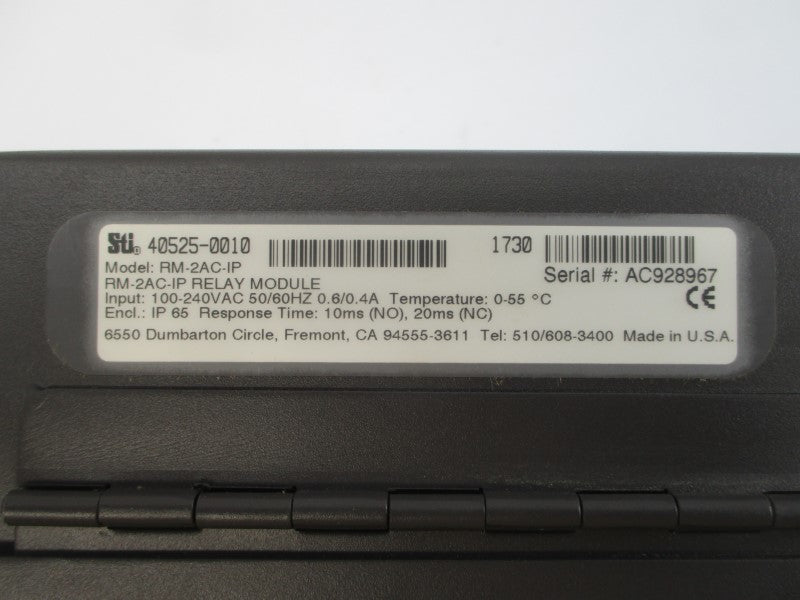 Sti® 40525-0010 1730
Model: RM-2AC-IP Serial #: AC928967
RM-2AC-IP RELAY MODULE
Input: 100-240VAC 50/60HZ 0.6/0.4A Temperature: 0-55 °C CE
Encl.: IP 65 Response Time: 10ms (NO), 20ms (NC)
6550 Dumbarton Circle, Fremont, CA 94555-3611 Tel: 510/608-3400 Made in U.S.A.